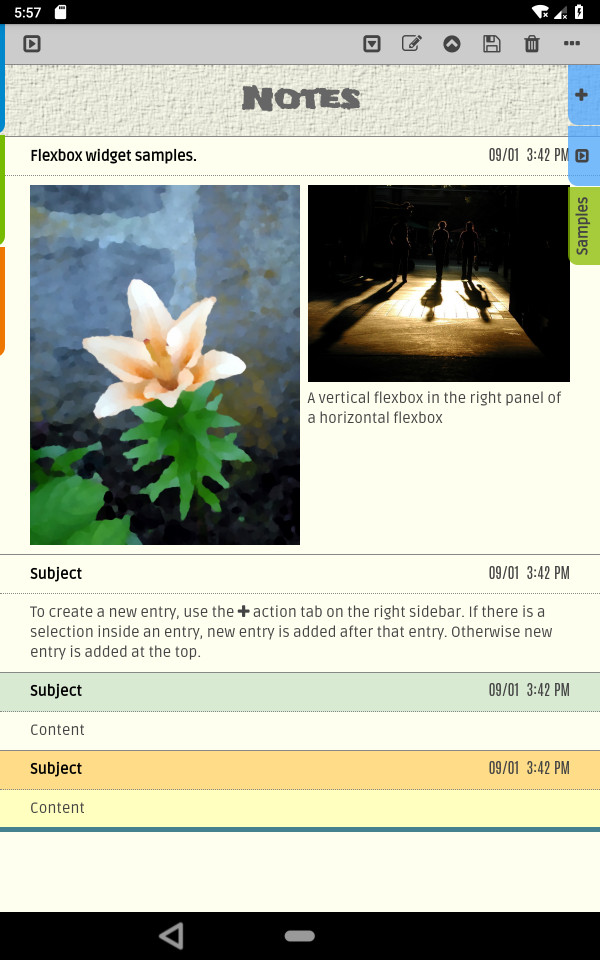 5:57
Notes
Flexbox widget samples. 09/01 3:42 PM
Samples
A vertical flexbox in the right panel of
a horizontal flexbox
Subject 09/01 3:42 PM
To create a new entry, use the + action tab on the right sidebar. If there is a
selection inside an entry, new entry is added after that entry. Otherwise new
entry is added at the top.
Subject 09/01 3:42 PM
Content
Subject 09/01 3:42 PM
Content